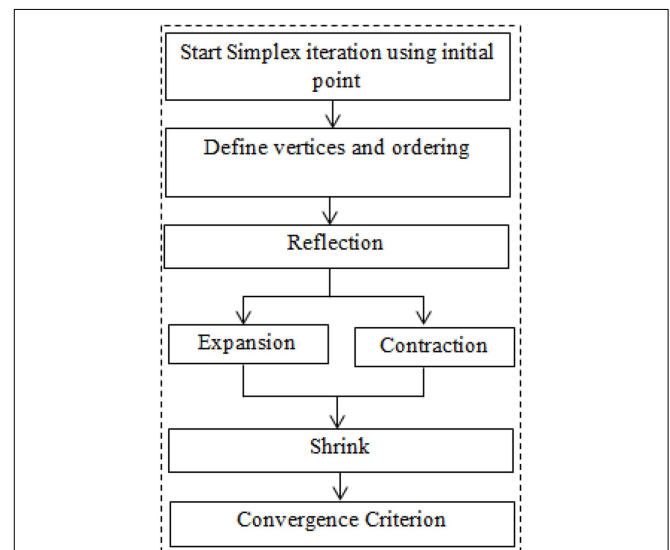 Start Simplex iteration using initial
point
Define vertices and ordering
Reflection
Expansion
Contraction
Shrink
Convergence Criterion